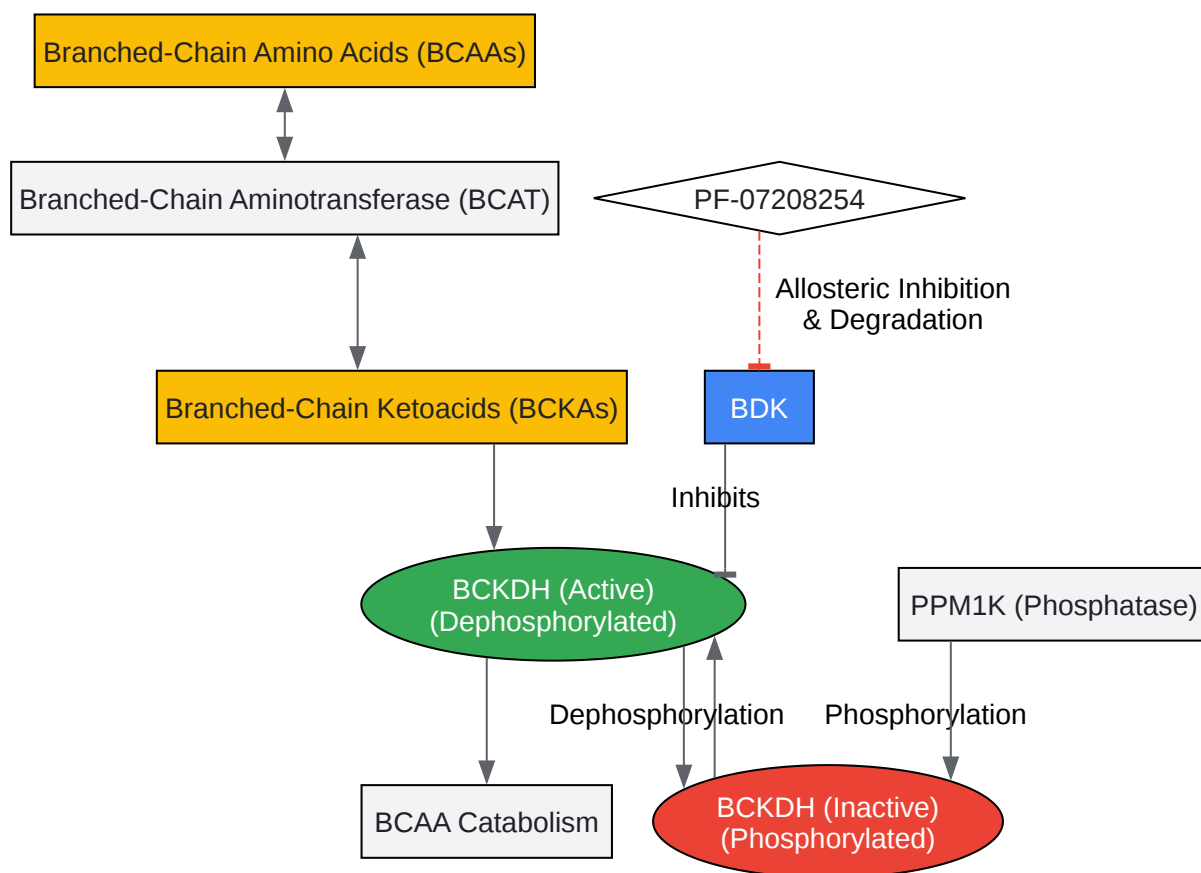 Branched-Chain Amino Acids (BCAAs)
Branched-Chain Aminotransferase (BCAT)
PF-07208254
Allosteric Inhibition
& Degradation
Branched-Chain Ketoacids (BCKAs)
BDK
Inhibits
BCKDH (Active)
(Dephosphorylated)
PPM1K (Phosphatase)
Dephosphorylation
Phosphorylation
BCAA Catabolism
BCKDH (Inactive)
(Phosphorylated)